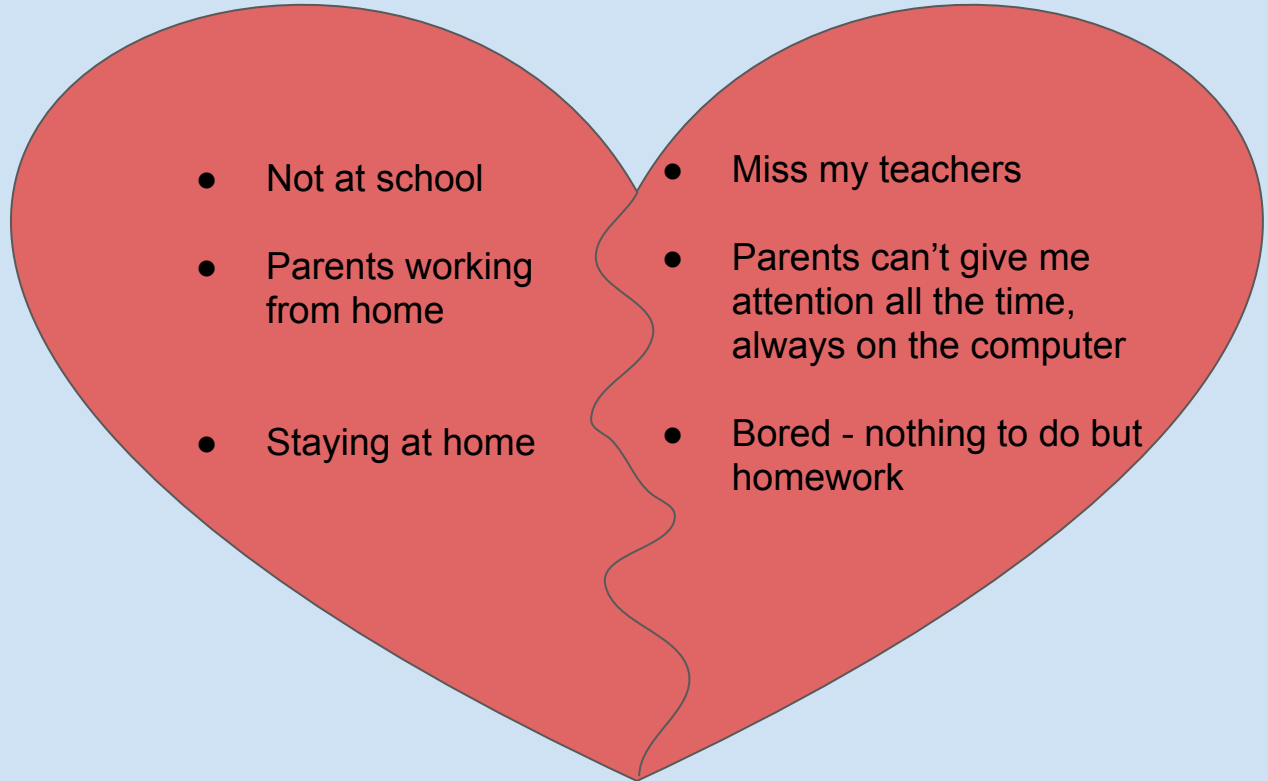 ● Not at school
● Parents working
from home
● Staying at home
● Miss my teachers
● Parents can’t give me
attention all the time,
always on the computer
● Bored - nothing to do but
homework